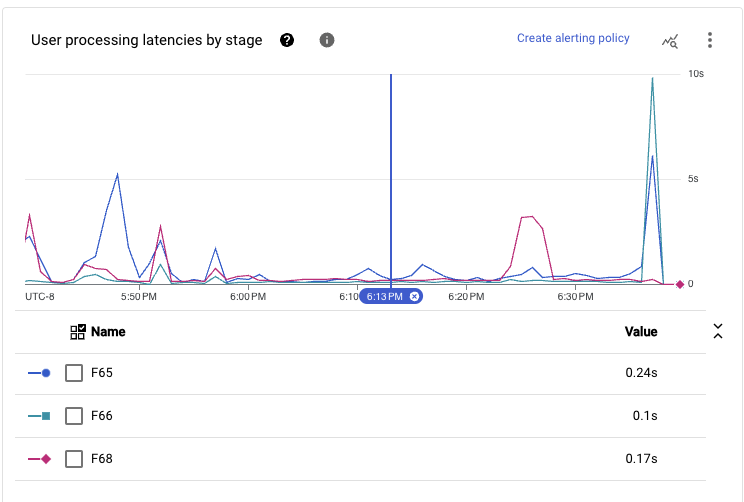 User processing latencies by stage ? i Create alerting policy
10s
5s
0
UTC-8 5:50 PM 6:00 PM 6:10 6:13 PM 6:20 PM 6:30 PM
Name Value
F65 0.24s
F66 0.1s
F68 0.17s